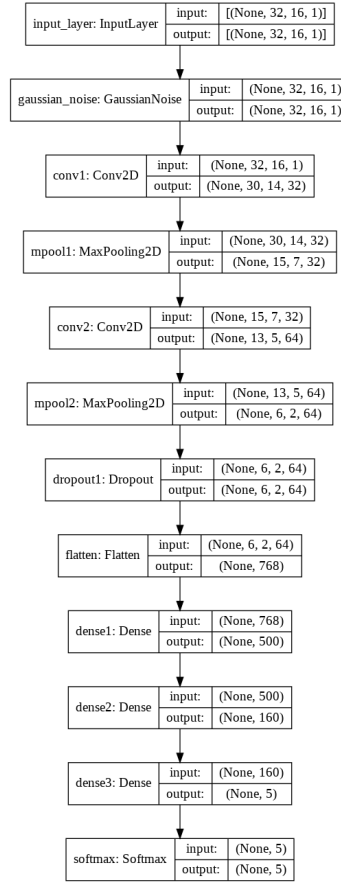 input_layer: InputLayer
input: [(None, 32, 16, 1)]
output: [(None, 32, 16, 1)]
gaussian_noise: GaussianNoise
input: (None, 32, 16, 1)
output: (None, 32, 16, 1)
conv1: Conv2D
input: (None, 32, 16, 1)
output: (None, 30, 14, 32)
mpool1: MaxPooling2D
input: (None, 30, 14, 32)
output: (None, 15, 7, 32)
conv2: Conv2D
input: (None, 15, 7, 32)
output: (None, 13, 5, 64)
mpool2: MaxPooling2D
input: (None, 13, 5, 64)
output: (None, 6, 2, 64)
dropout1: Dropout
input: (None, 6, 2, 64)
output: (None, 6, 2, 64)
flatten: Flatten
input: (None, 6, 2, 64)
output: (None, 768)
dense1: Dense
input: (None, 768)
output: (None, 500)
dense2: Dense
input: (None, 500)
output: (None, 160)
dense3: Dense
input: (None, 160)
output: (None, 5)
softmax: Softmax
input: (None, 5)
output: (None, 5)